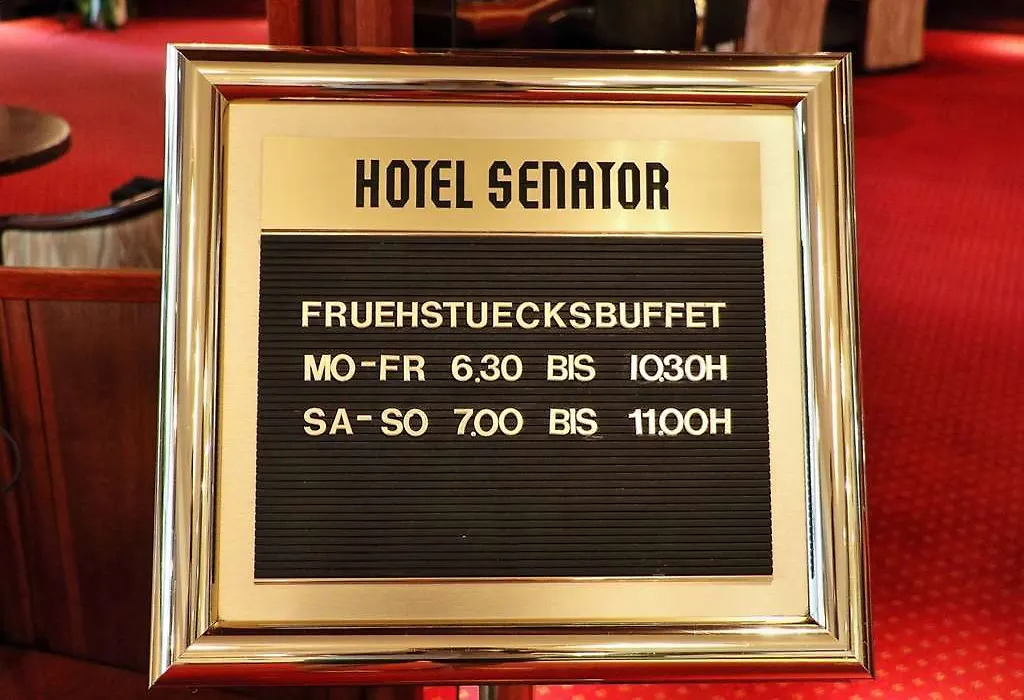 HOTEL SENATOR
FRUEHSTUECKSBUFFET
MO-FR 6.30 BIS 10.30H
SA-SO 7.00 BIS 11.00H